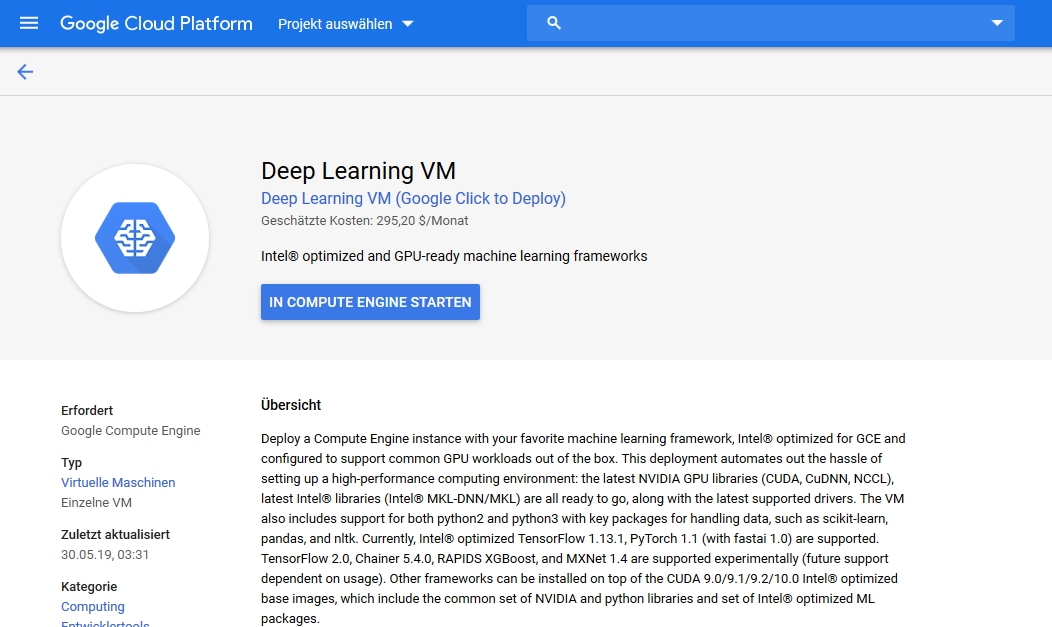 Google Cloud Platform
Projekt auswählen
Deep Learning VM
Deep Learning VM (Google Click to Deploy)
Geschätzte Kosten: 295,20 $/Monat
Intel® optimized and GPU-ready machine learning frameworks
IN COMPUTE ENGINE STARTEN
Erfordert
Google Compute Engine
Typ
Virtuelle Maschinen
Einzelne VM
Zuletzt aktualisiert
30.05.19, 03:31
Kategorie
Computing
Entwicklertools
Übersicht
Deploy a Compute Engine instance with your favorite machine learning framework, Intel® optimized for GCE and
configured to support common GPU workloads out of the box. This deployment automates out the hassle of
setting up a high-performance computing environment: the latest NVIDIA GPU libraries (CUDA, CuDNN, NCCL),
latest Intel® libraries (Intel® MKL-DNN/MKL) are all ready to go, along with the latest supported drivers. The VM
also includes support for both python2 and python3 with key packages for handling data, such as scikit-learn,
pandas, and nltk. Currently, Intel® optimized TensorFlow 1.13.1, PyTorch 1.1 (with fastai 1.0) are supported.
TensorFlow 2.0, Chainer 5.4.0, RAPIDS XGBoost, and MXNet 1.4 are supported experimentally (future support
dependent on usage). Other frameworks can be installed on top of the CUDA 9.0/9.1/9.2/10.0 Intel® optimized
base images, which include the common set of NVIDIA and python libraries and set of Intel® optimized ML
packages.